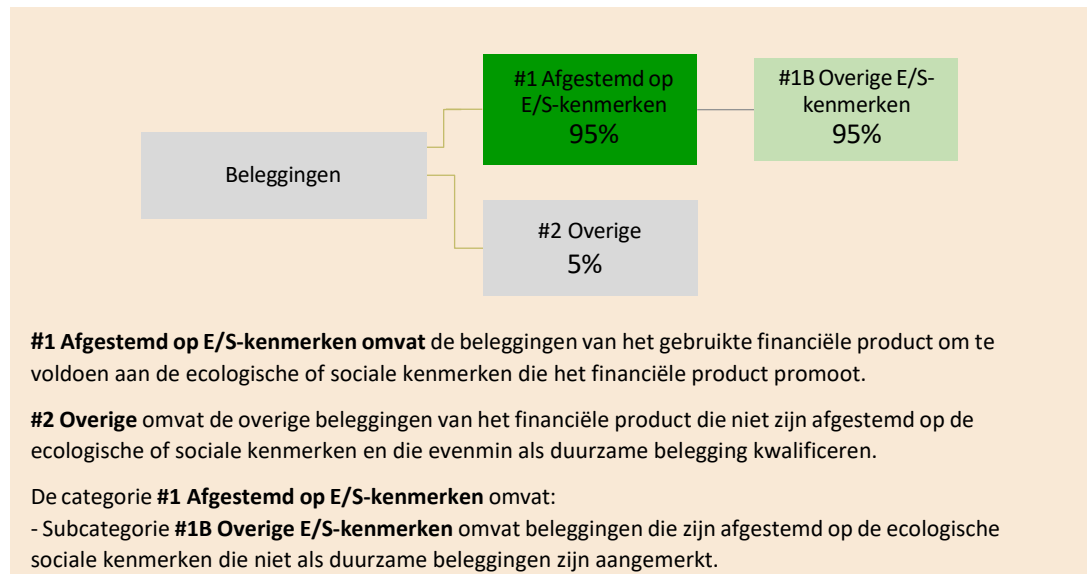 #1 Afgestemd op
E/S-kenmerken
95%
#1B Overige E/S-
kenmerken
95%
Beleggingen
#2 Overige
5%
#1 Afgestemd op E/S-kenmerken omvat de beleggingen van het gebruikte financiële product om te
voldoen aan de ecologische of sociale kenmerken die het financiële product promoot.
#2 Overige omvat de overige beleggingen van het financiële product die niet zijn afgestemd op de
ecologische of sociale kenmerken en die evenmin als duurzame belegging kwalificeren.
De categorie #1 Afgestemd op E/S-kenmerken omvat:
- Subcategorie #1B Overige E/S-kenmerken omvat beleggingen die zijn afgestemd op de ecologische
sociale kenmerken die niet als duurzame beleggingen zijn aangemerkt.